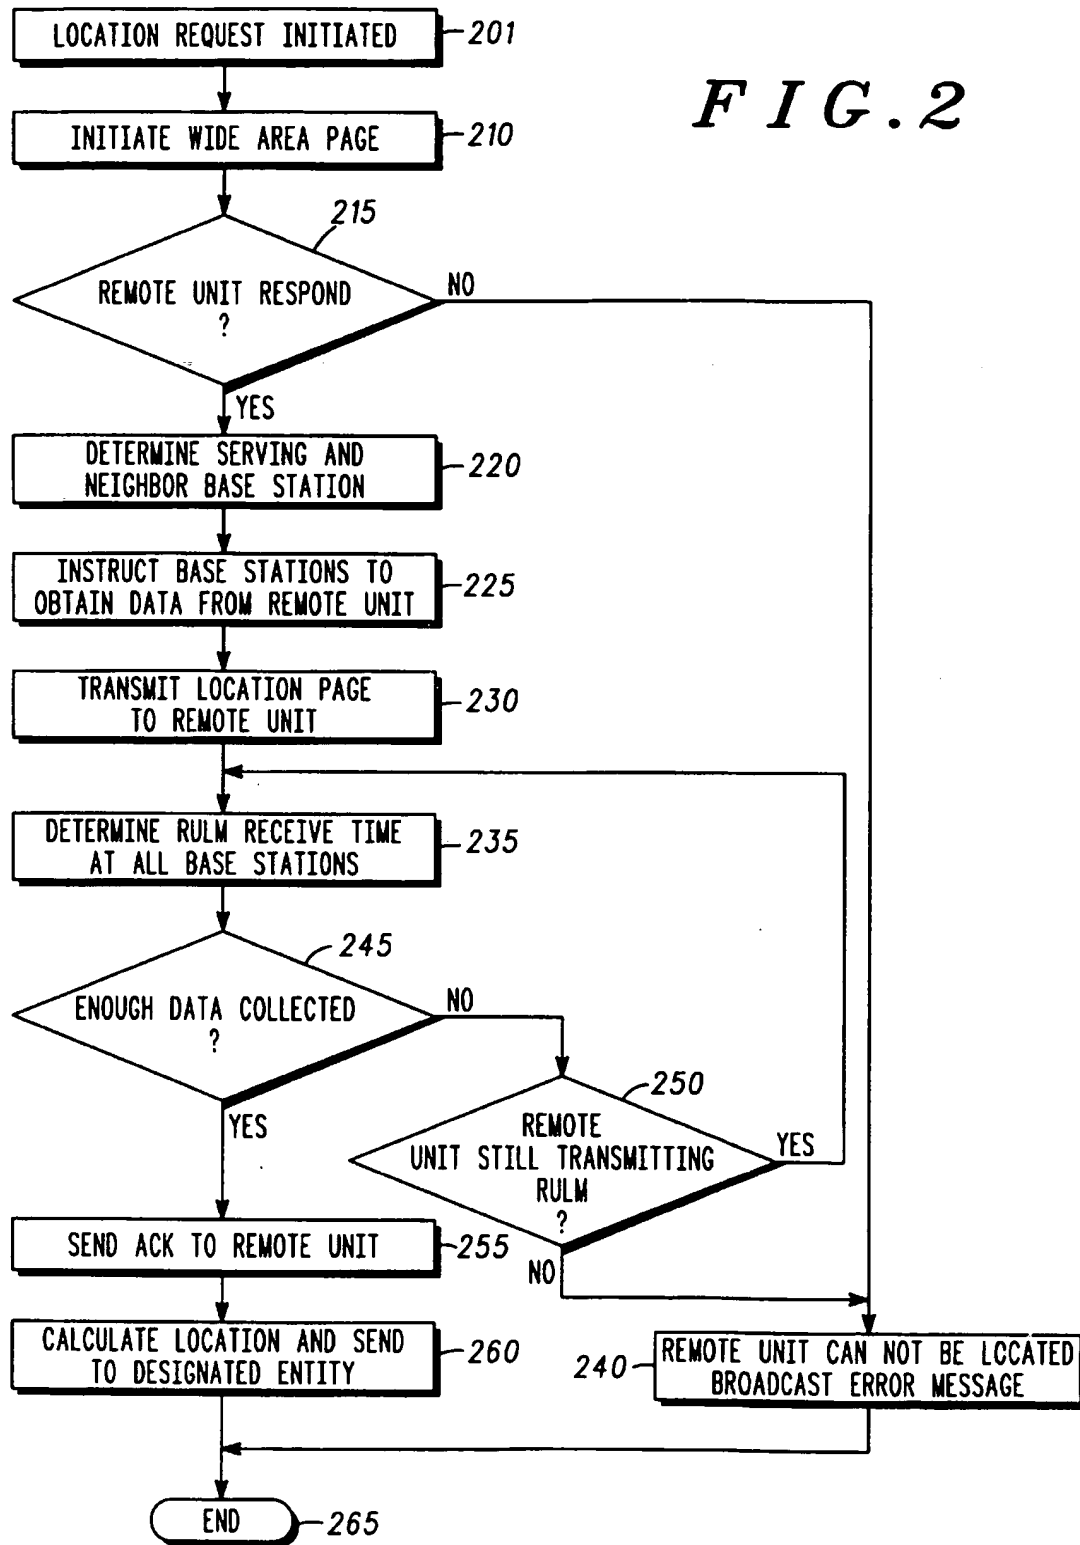 LOCATION REQUEST INITIATED
201
FIG.2
INITIATE WIDE AREA PAGE
210
215
REMOTE UNIT RESPOND
?
NO
YES
DETERMINE SERVING AND
NEIGHBOR BASE STATION
220
INSTRUCT BASE STATIONS TO
OBTAIN DATA FROM REMOTE UNIT
225
TRANSMIT LOCATION PAGE
TO REMOTE UNIT
230
DETERMINE RULM RECEIVE TIME
AT ALL BASE STATIONS
235
245
ENOUGH DATA COLLECTED
?
NO
YES
250
REMOTE
UNIT STILL TRANSMITTING
RULM
?
YES
NO
SEND ACK TO REMOTE UNIT
255
CALCULATE LOCATION AND SEND
TO DESIGNATED ENTITY
260
240
REMOTE UNIT CAN NOT BE LOCATED
BROADCAST ERROR MESSAGE
END
265